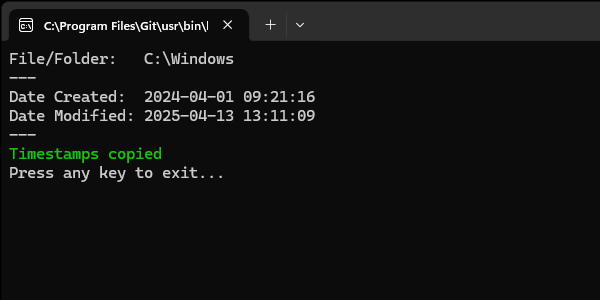 C:\Program Files\Git\usr\bin\
File/Folder:   C:\Windows
---
Date Created:  2024-04-01 09:21:16
Date Modified: 2025-04-13 13:11:09
---
Timestamps copied
Press any key to exit...